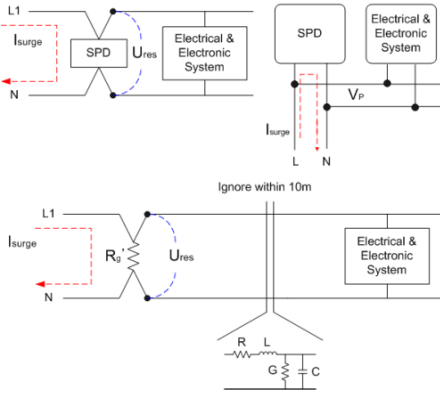 L1
Isurge
SPD
Ures
Electrical &
Electronic
System
N
SPD
Electrical &
Electronic
System
VP
Isurge
L
N
Ignore within 10m
L1
Isurge
Rg'
Ures
Electrical &
Electronic
System
N
R
L
G
C